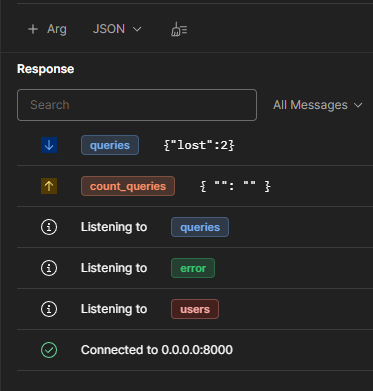 + Arg JSON
Response
Search All Messages
queries {"lost":2}
count_queries { "": "" }
Listening to queries
Listening to error
Listening to users
Connected to 0.0.0.0:8000